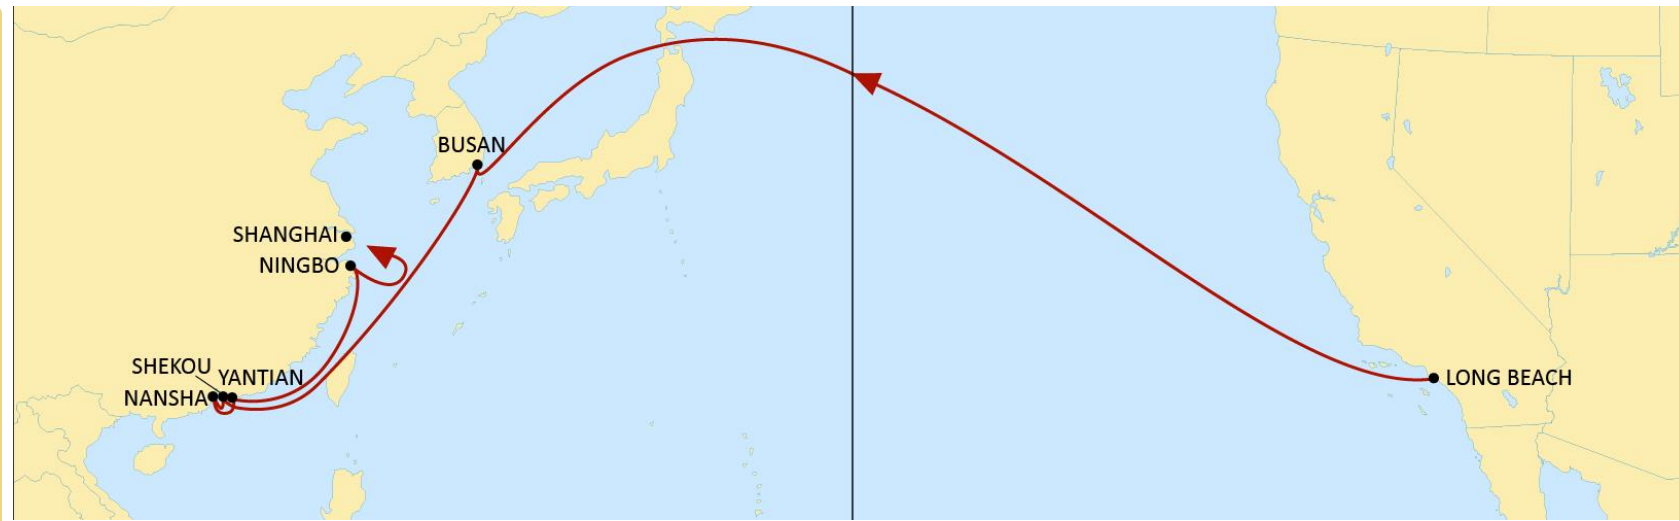 BUSAN
SHANGHAI
NINGBO
SHEKOU
YANTIAN
NANSHA
LONG BEACH